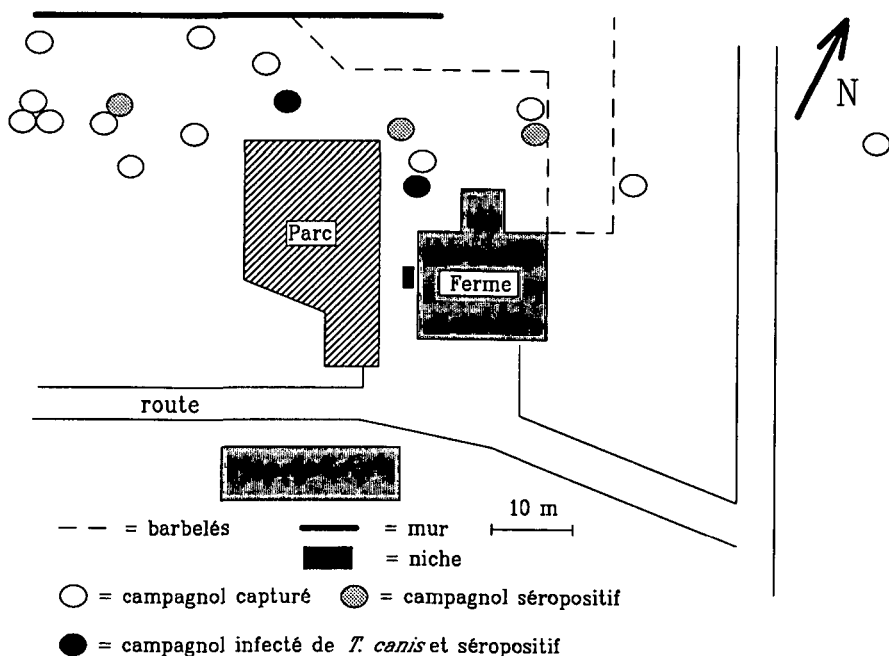 N
Parc
Ferme
route
10 m
= barbelés
= mur
= niche
= campagnol capturé
= campagnol séropositif
= campagnol infecté de T. canis et séropositif